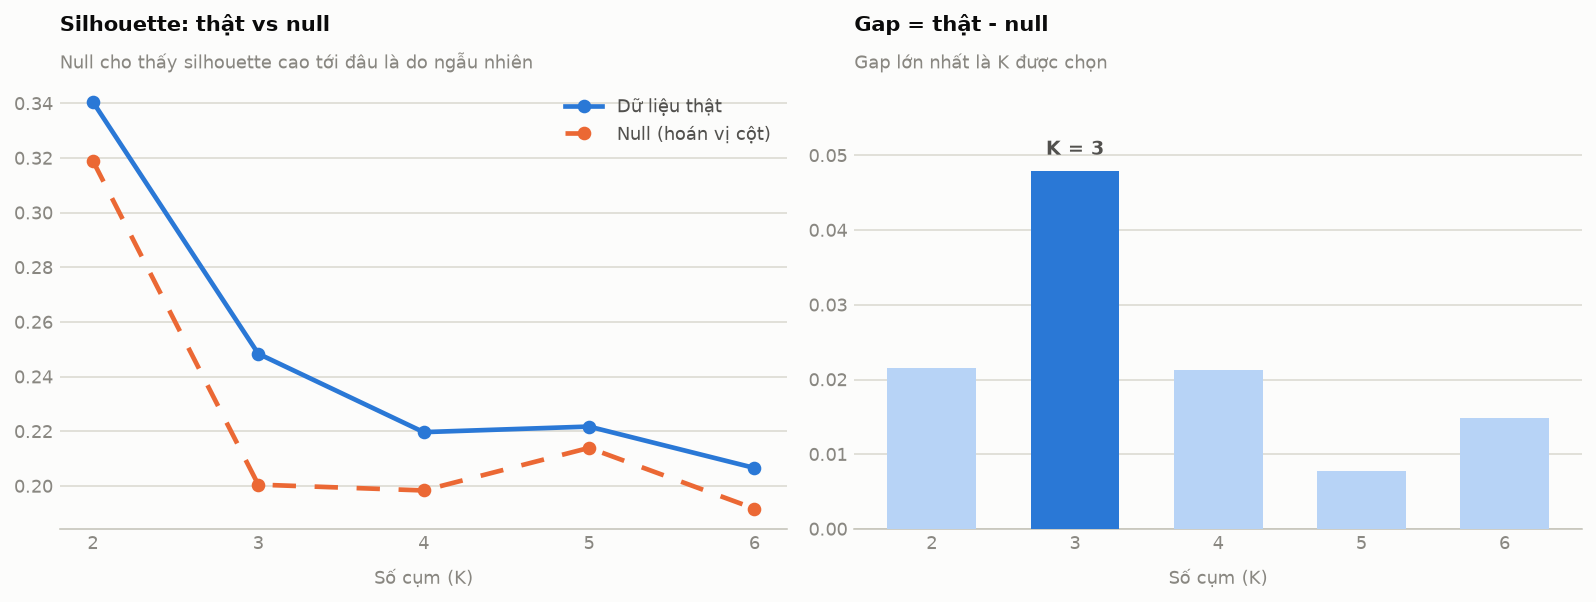 Silhouette: thật vs null
Null cho thấy silhouette cao tới đâu là do ngẫu nhiên
0.34
0.32
0.30
0.28
0.26
0.24
0.22
0.20
Dữ liệu thật
Null (hoán vị cột)
2 3 4 5 6
Số cụm (K)
Gap = thật - null
Gap lớn nhất là K được chọn
0.05
0.04
0.03
0.02
0.01
0.00
K = 3
2 3 4 5 6
Số cụm (K)